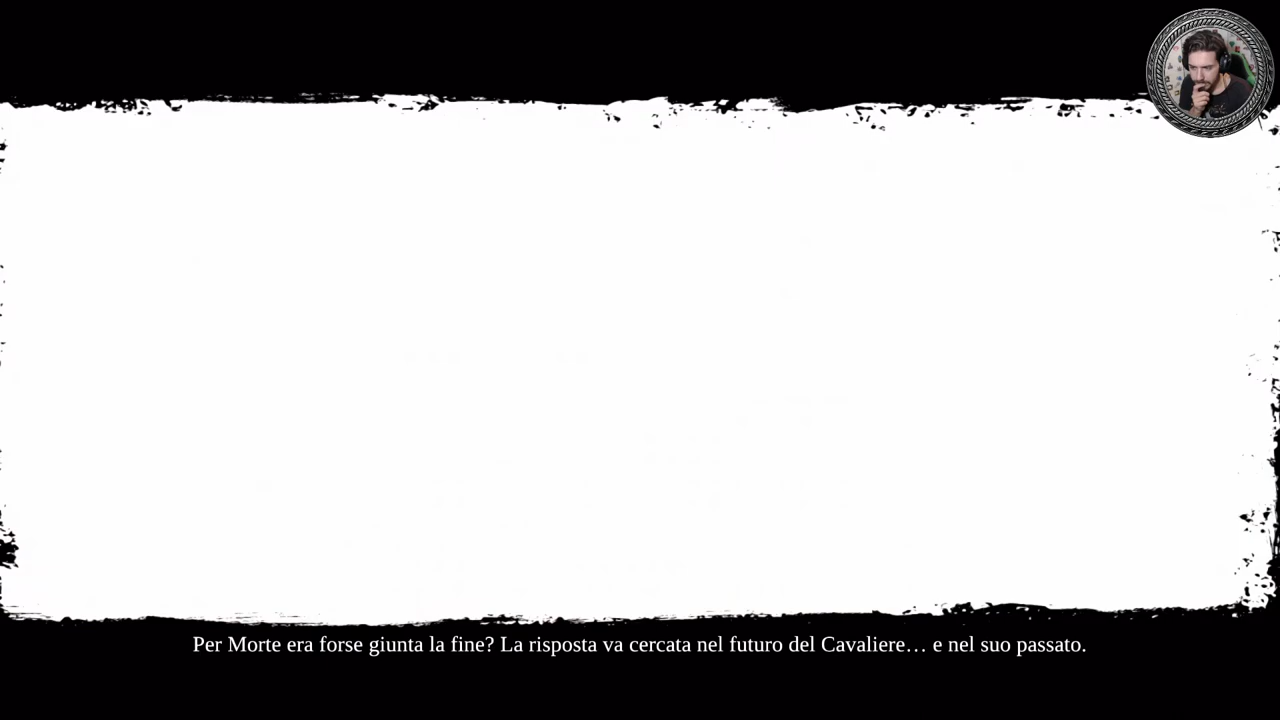 Per Morte era forse giunta la fine? La risposta va cercata nel futuro del Cavaliere… e nel suo passato.